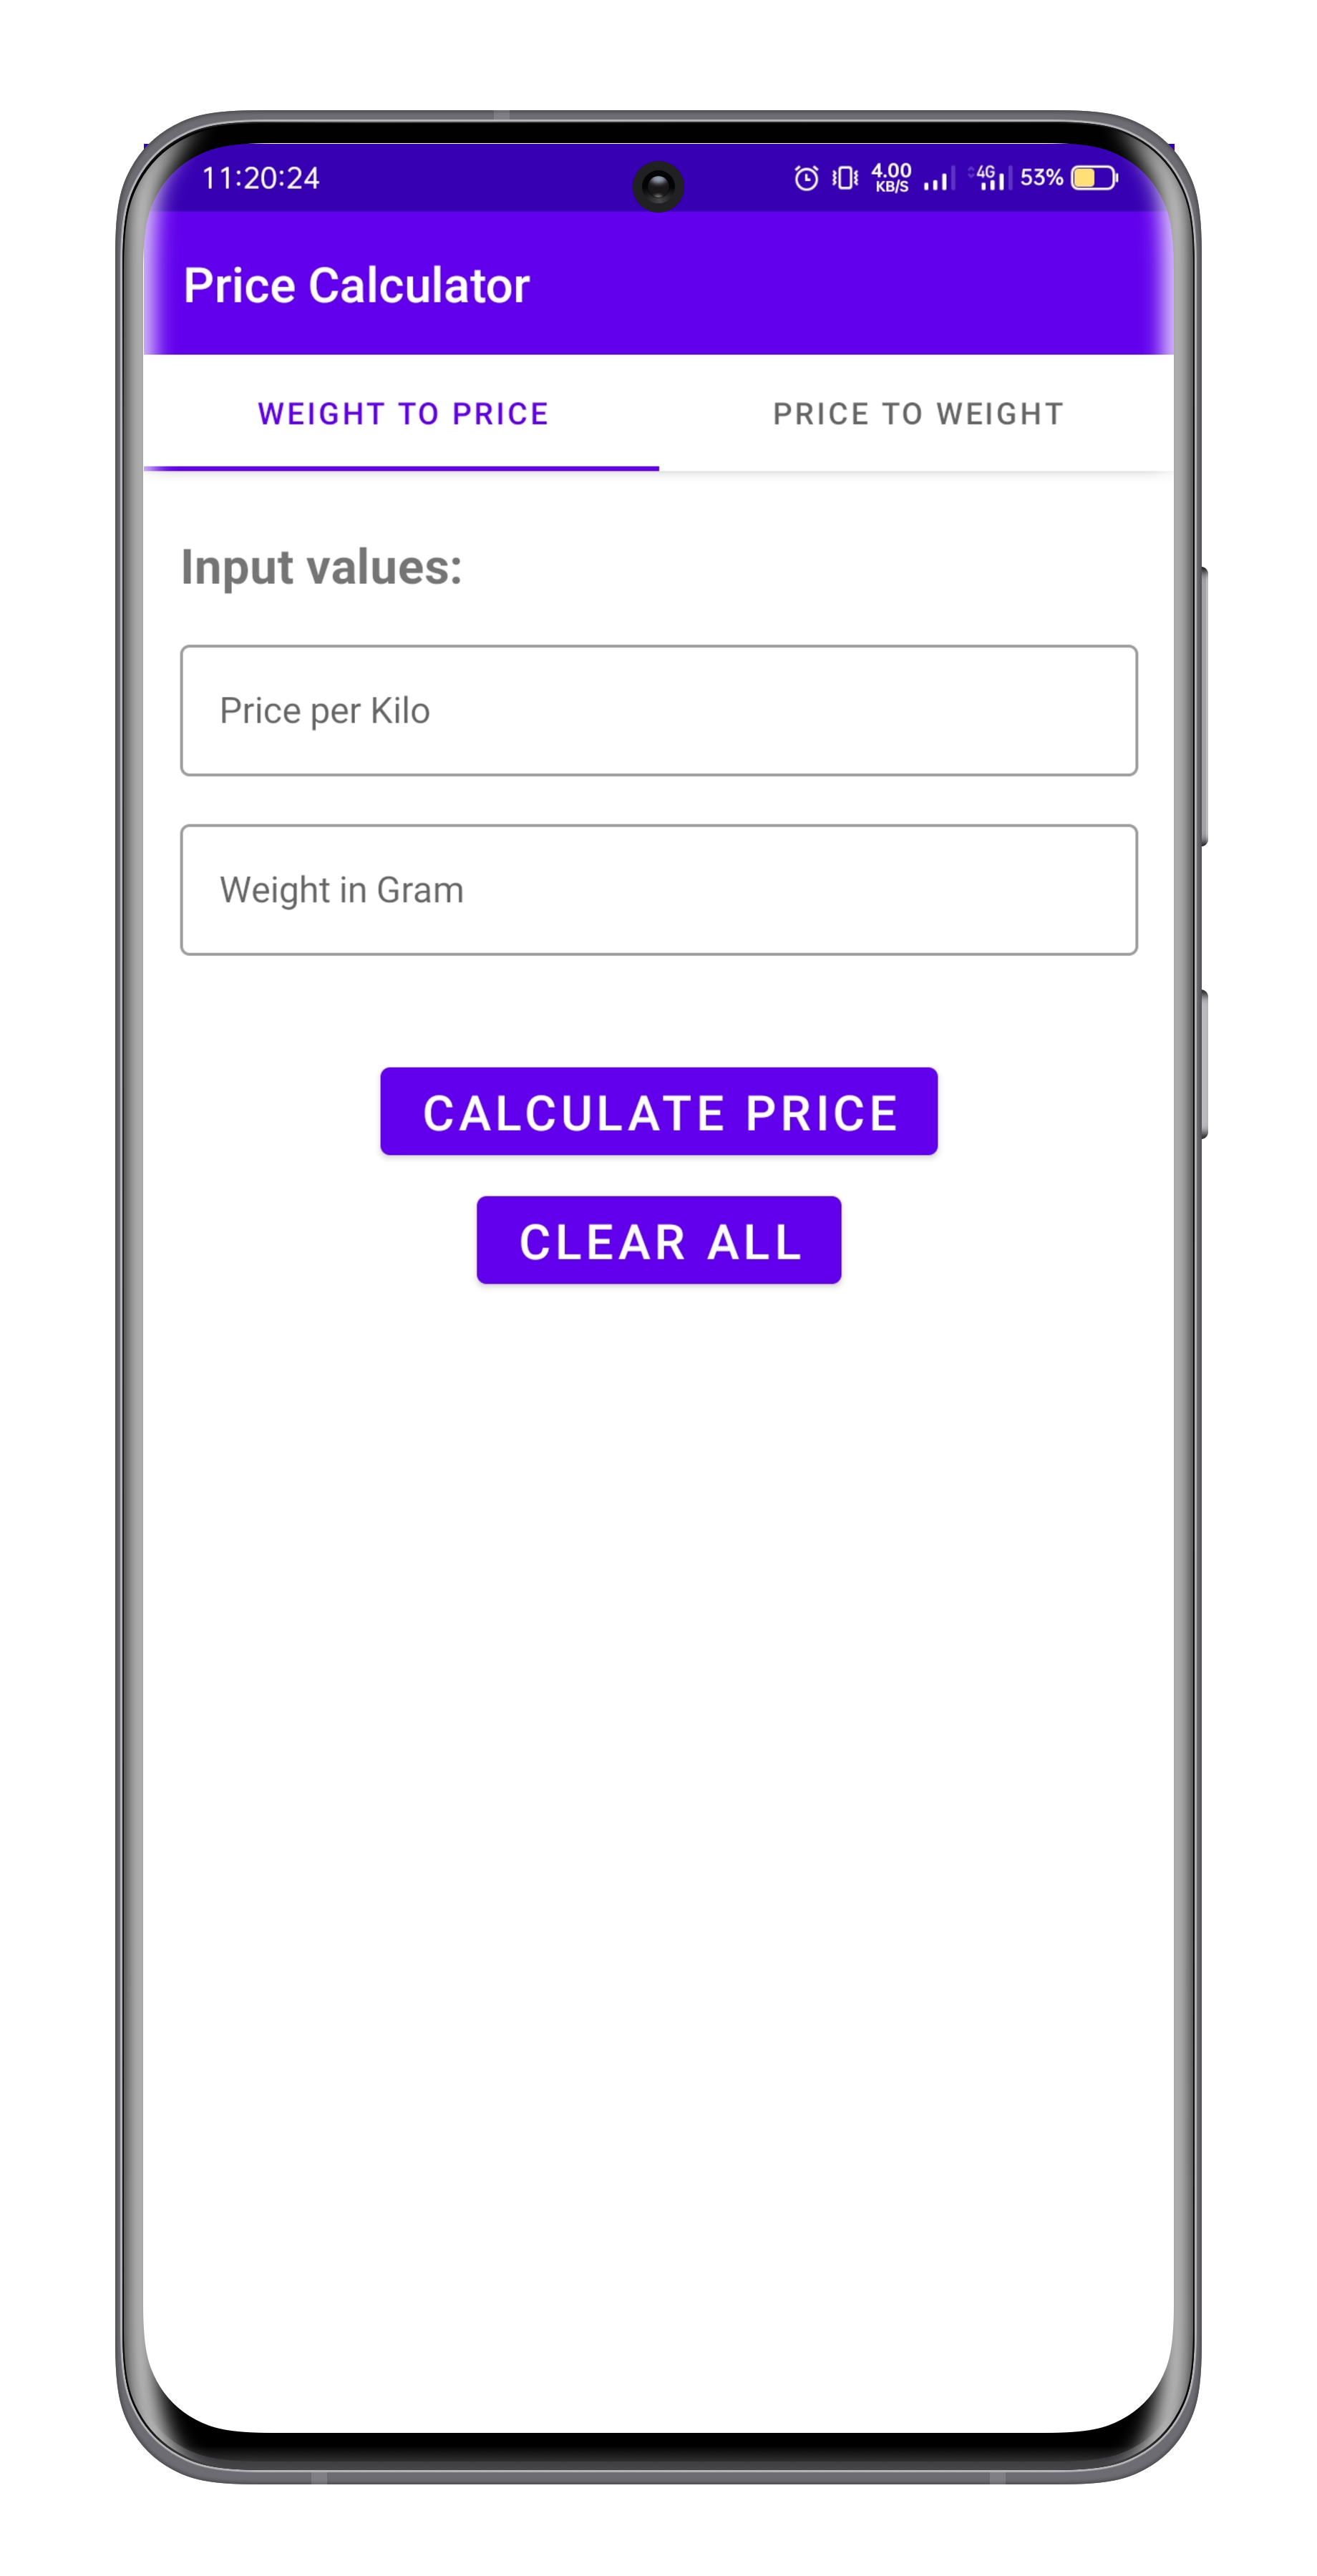 11:20:24 4.00 KB/S 4G 53%
Price Calculator
WEIGHT TO PRICE PRICE TO WEIGHT
Input values:
Price per Kilo
Weight in Gram
CALCULATE PRICE
CLEAR ALL